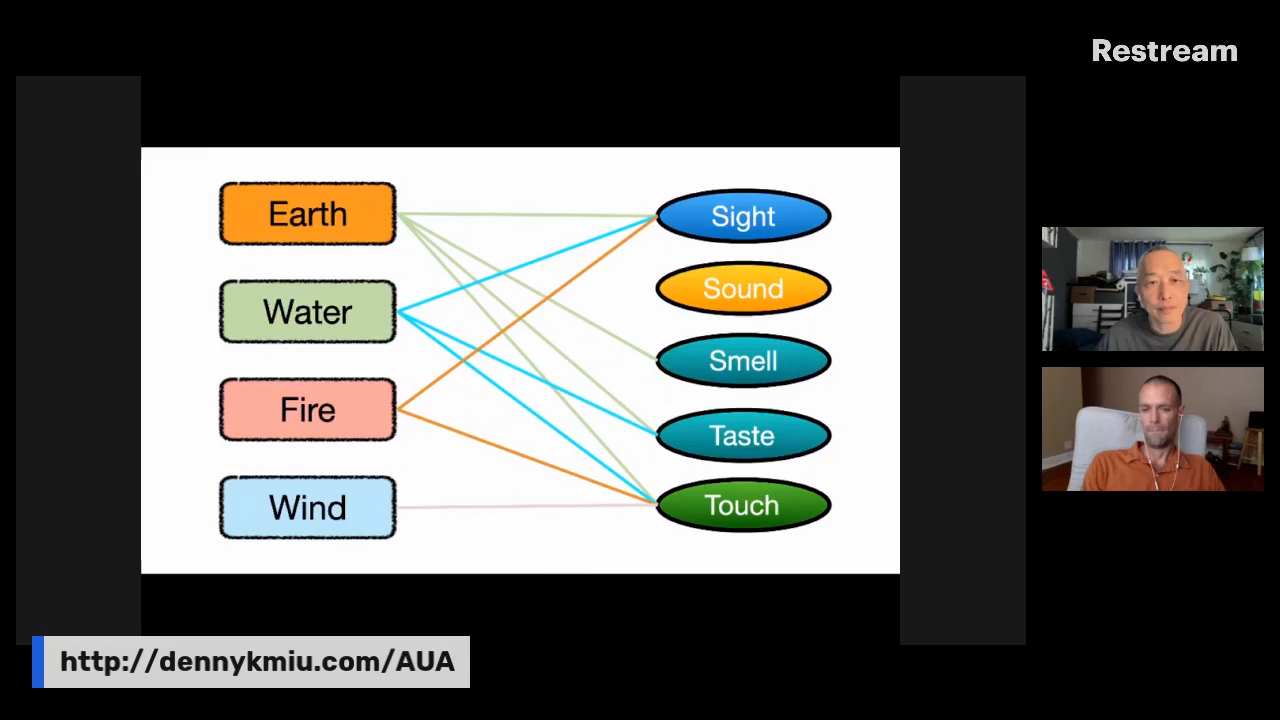 Restream
Earth
Sight
Sound
Water
Smell
Fire
Taste
Wind
Touch
http://dennykmiu.com/AUA